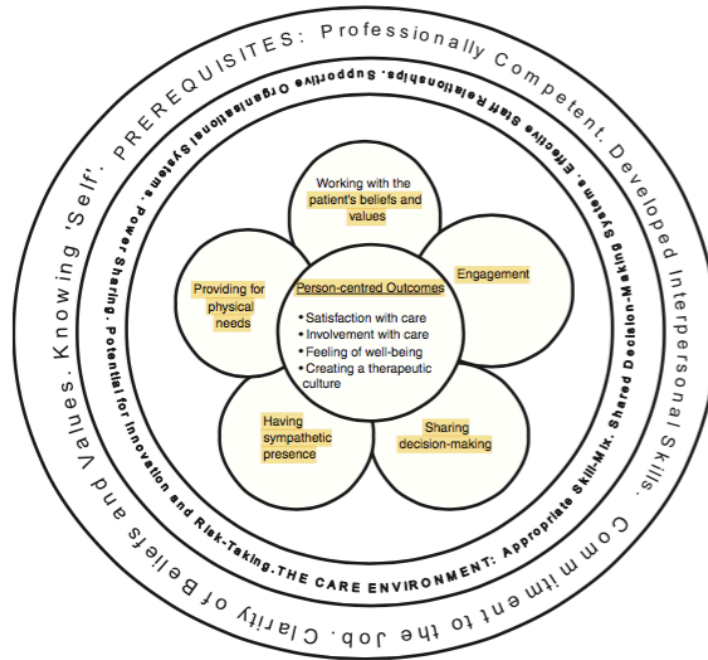 PREREQUISITES: Professionally Competent. Developed Interpersonal Skills. Commitment to the Job. Clarity of Beliefs and Values. Knowing 'Self'.
THE CARE ENVIRONMENT: Appropriate Skill-Mix. Shared Decision-Making Systems. Effective Staff Relationships. Supportive Organisational Systems. Power Sharing. Potential for Innovation and Risk-Taking.
Working with the
patient's beliefs and
values
Engagement
Sharing
decision-making
Having
sympathetic
presence
Providing for
physical
needs
Person-centred Outcomes
• Satisfaction with care
• Involvement with care
• Feeling of well-being
• Creating a therapeutic
culture